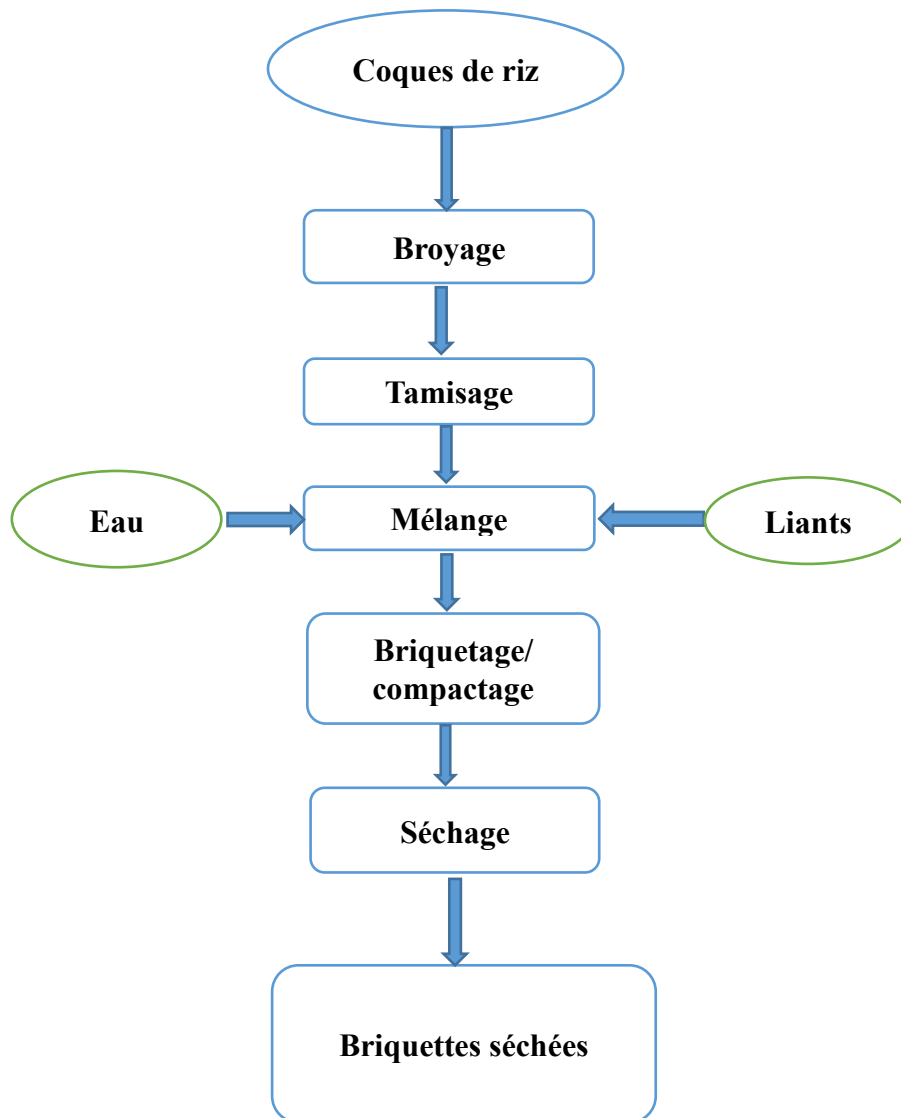 Coques de riz
Broyage
Tamisage
Eau
Mélange
Liants
Briquetage/
compactage
Séchage
Briquettes séchées